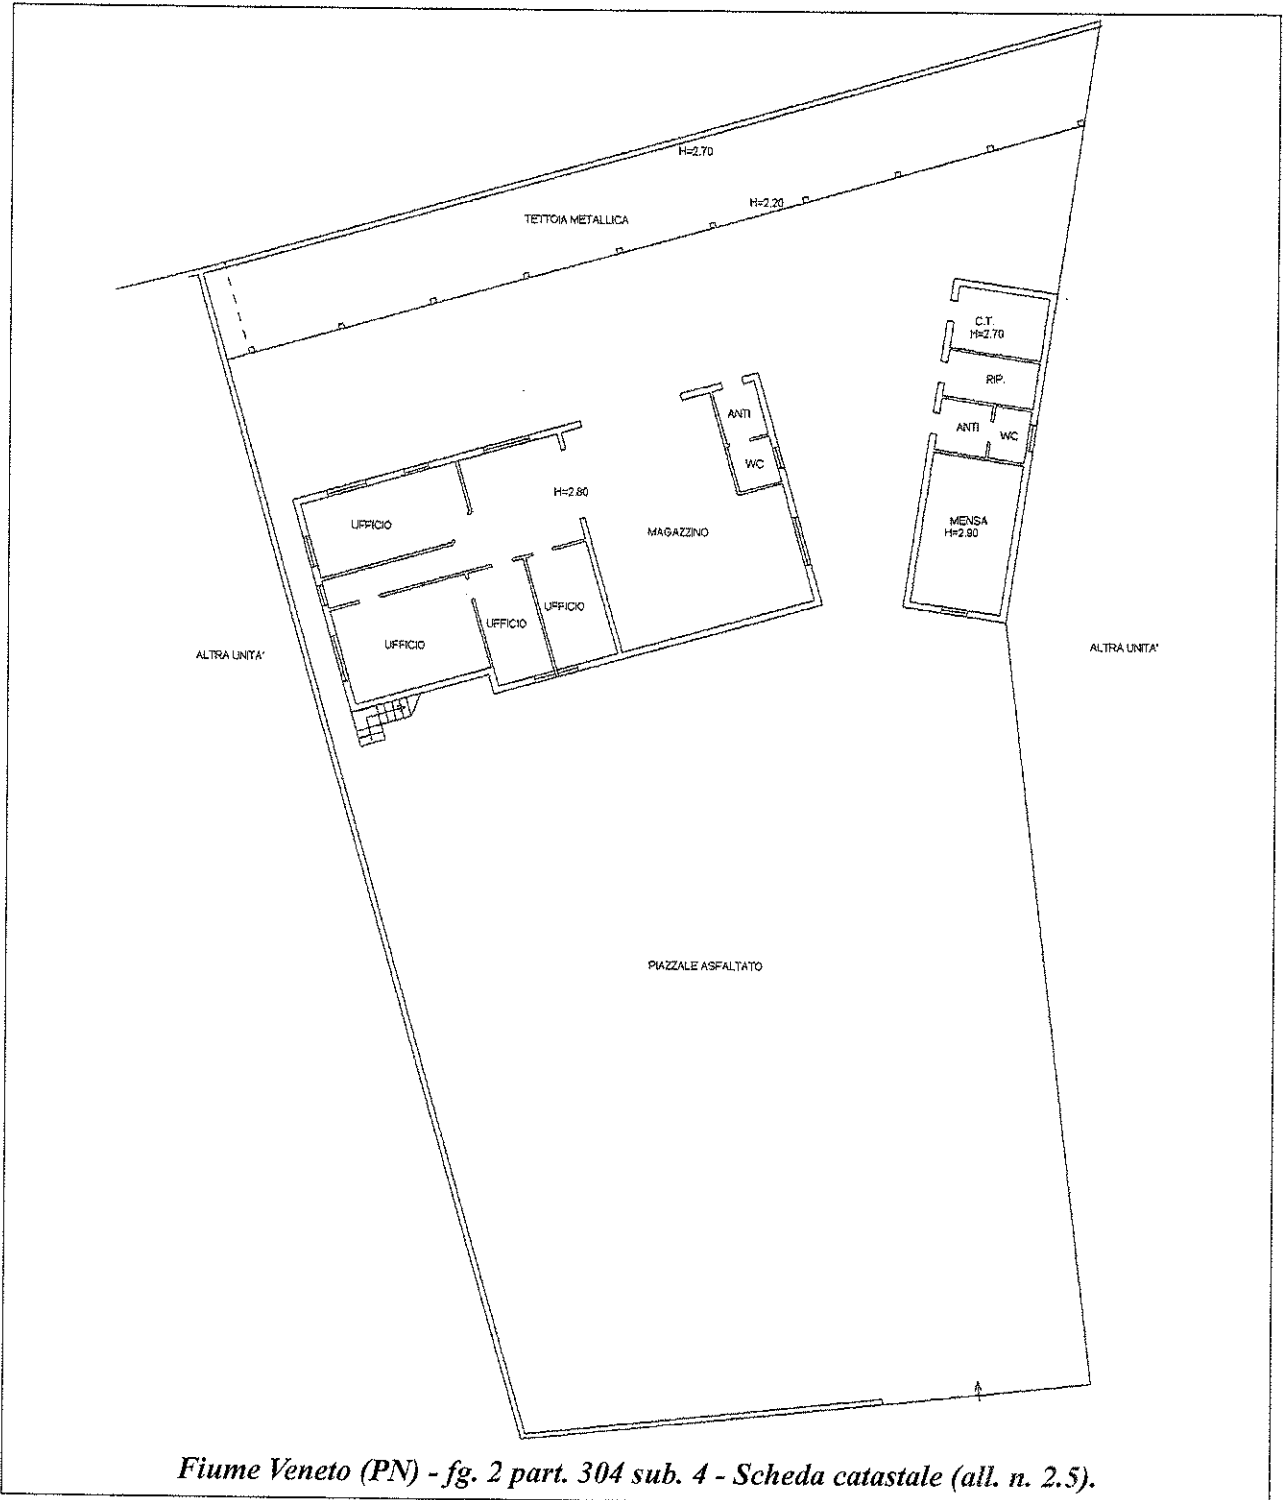 H=2.70
H=2.20
TETTOIA METALLICA
C.T.
H=2.70
RIP.
ANTI
WC
ANTI
WC
MENSA
H=2.90
H=2.80
UFFICIO
MAGAZZINO
UFFICIO
UFFICIO
UFFICIO
ALTRA UNITA'
ALTRA UNITA'
PIAZZALE ASFALTATO
Fiume Veneto (PN) - fg. 2 part. 304 sub. 4 - Scheda catastale (all. n. 2.5).